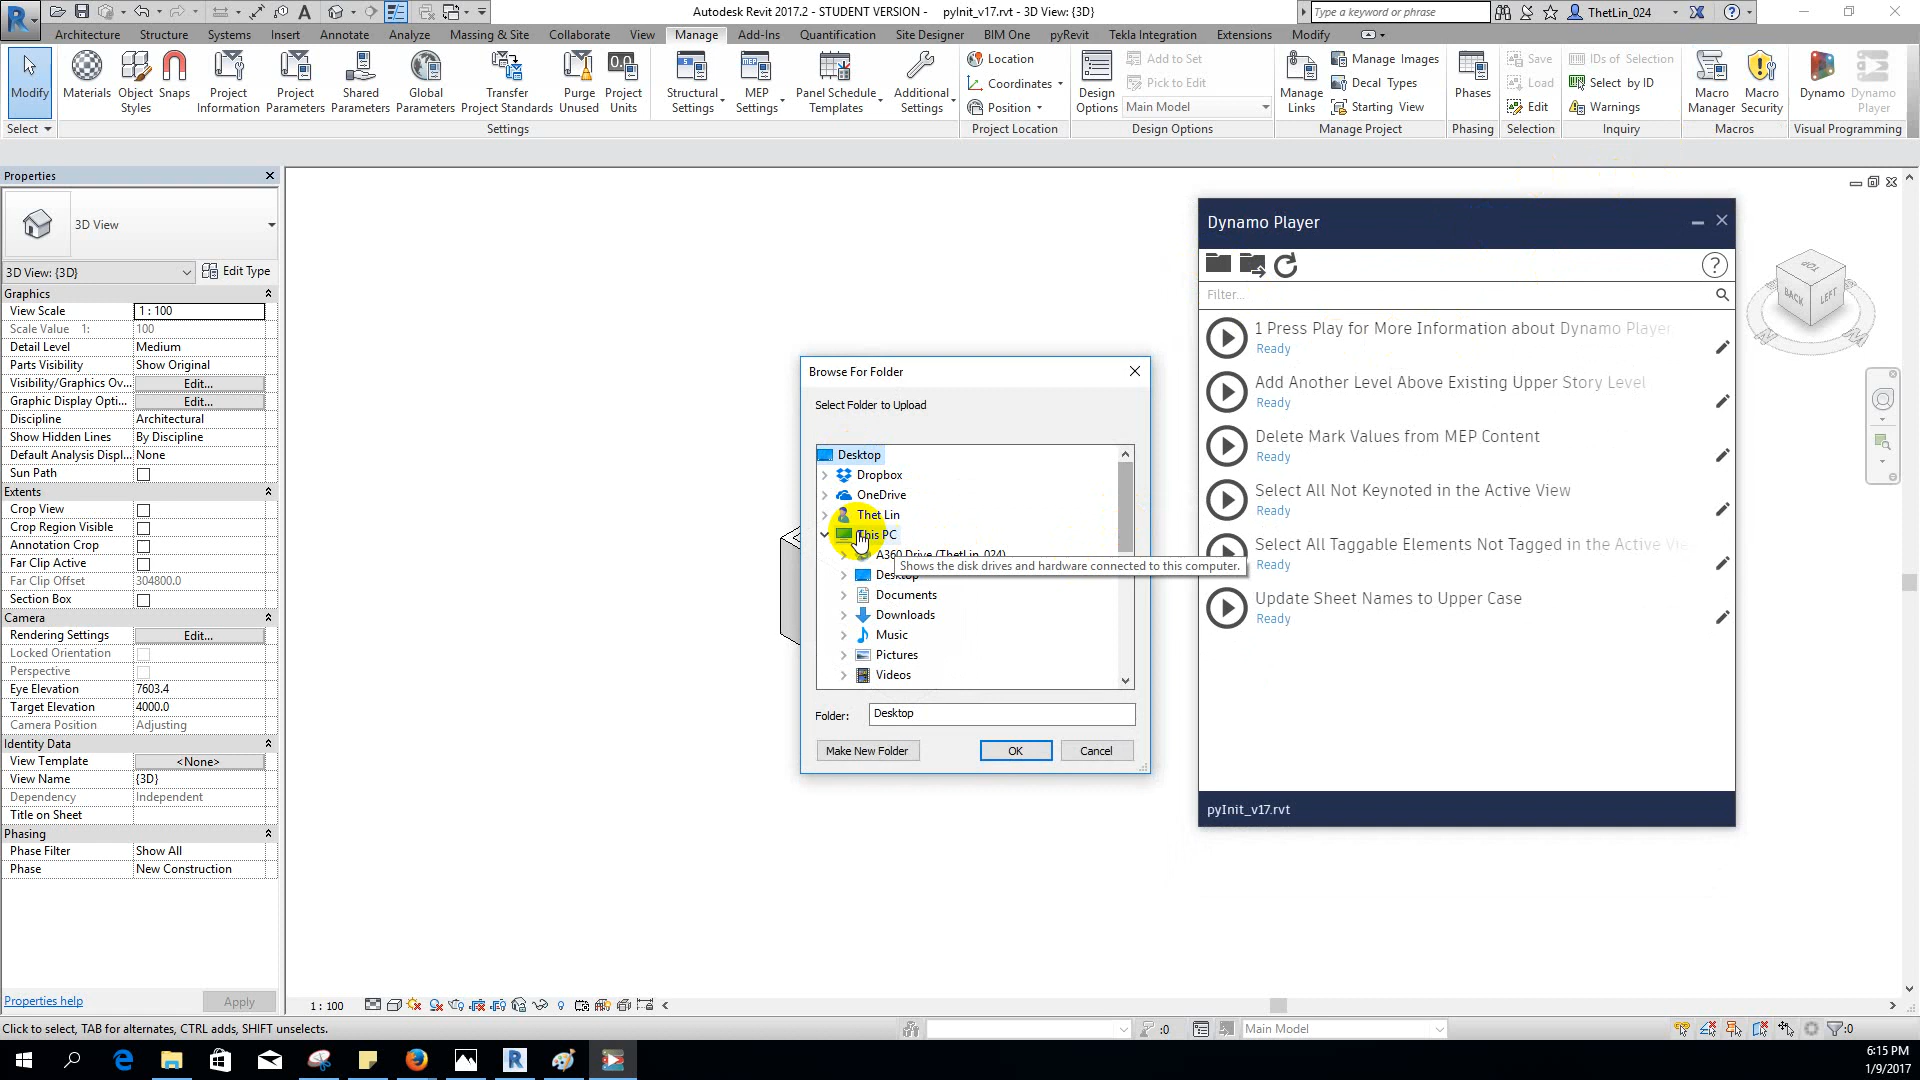 Autodesk Revit 2017.2 - STUDENT VERSION - pyInit_v17.rvt - 3D View: {3D}
Type a keyword or phrase
ThetLin_024
Architecture Structure Systems Insert Annotate Analyze Massing & Site Collaborate View Manage Add-Ins Quantification Site Designer BIM One pyRevit Tekla Integration Extensions Modify
Modify
Materials
Object Styles
Snaps
Project Information
Project Parameters
Shared Parameters
Global Parameters
Transfer Project Standards
Purge Unused
Project Units
Structural Settings
MEP Settings
Panel Schedule Templates
Additional Settings
Location
Coordinates
Position
Design Options
Add to Set
Pick to Edit
Main Model
Manage Links
Manage Images
Decal Types
Starting View
Phases
Save
Load
Edit
IDs of Selection
Select by ID
Warnings
Macro Manager
Macro Security
Dynamo
Dynamo Player
Select Settings Project Location Design Options Manage Project Phasing Selection Inquiry Macros Visual Programming
Properties
3D View
3D View: {3D} Edit Type
Graphics
View Scale 1 : 100
Scale Value 1: 100
Detail Level Medium
Parts Visibility Show Original
Visibility/Graphics Ov... Edit...
Graphic Display Opti... Edit...
Discipline Architectural
Show Hidden Lines By Discipline
Default Analysis Displ... None
Sun Path
Extents
Crop View
Crop Region Visible
Annotation Crop
Far Clip Active
Far Clip Offset 304800.0
Section Box
Camera
Rendering Settings Edit...
Locked Orientation
Perspective
Eye Elevation 7603.4
Target Elevation 4000.0
Camera Position Adjusting
Identity Data
View Template <None>
View Name {3D}
Dependency Independent
Title on Sheet
Phasing
Phase Filter Show All
Phase New Construction
Properties help Apply
Browse For Folder
Select Folder to Upload
Desktop
Dropbox
OneDrive
Thet Lin
This PC
A360 Drive (ThetLin_024)
Shows the disk drives and hardware connected to this computer.
Documents
Downloads
Music
Pictures
Videos
Folder: Desktop
Make New Folder OK Cancel
Dynamo Player
Filter...
1 Press Play for More Information about Dynamo Player
Ready
Add Another Level Above Existing Upper Story Level
Ready
Delete Mark Values from MEP Content
Ready
Select All Not Keynoted in the Active View
Ready
Select All Taggable Elements Not Tagged in the Active Vie
Ready
Update Sheet Names to Upper Case
Ready
pyInit_v17.rvt
TOP
BACK
LEFT
1 : 100
Click to select, TAB for alternates, CTRL adds, SHIFT unselects.
:0
Main Model
:0
6:15 PM
1/9/2017